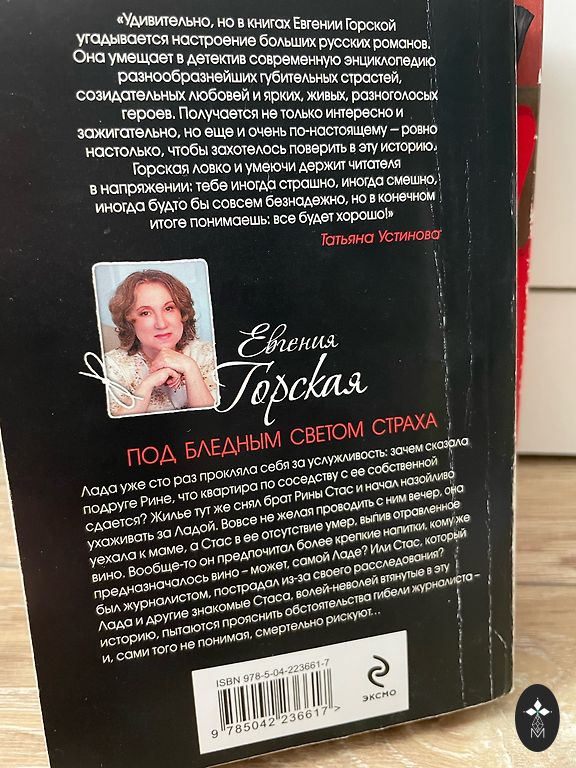 «Удивительно, но в книгах Евгении Горской
угадывается настроение больших русских романов.
Она умещает в детектив современную энциклопедию
разнообразнейших губительных страстей,
созидательных любовей и ярких, живых, разноголосых
героев. Получается не только интересно и
зажигательно, но еще и очень по-настоящему — ровно
настолько, чтобы захотелось поверить в эту историю.
Горская ловко и умеючи держит читателя
в напряжении: тебе иногда страшно, иногда смешно,
иногда будто бы совсем безнадежно, но в конечном
итоге понимаешь: все будет хорошо!»
Татьяна Устинова
Евгения
Горская
ПОД БЛЕДНЫМ СВЕТОМ СТРАХА
Лада уже сто раз прокляла себя за услужливость: зачем сказала
подруге Рине, что квартира по соседству с ее собственной
сдается? Жилье тут же снял брат Рины Стас и начал назойливо
ухаживать за Ладой. Вовсе не желая проводить с ним вечер, она
уехала к маме, а Стас в ее отсутствие умер, выпив отравленное
вино. Вообще-то он предпочитал более крепкие напитки, кому же
предназначалось вино – может, самой Ладе? Или Стас, который
был журналистом, пострадал из-за своего расследования?
Лада и другие знакомые Стаса, волей-неволей втянутые в эту
историю, пытаются прояснить обстоятельства гибели журналиста –
и, сами того не понимая, смертельно рискуют...
ISBN 978-5-04-223661-7
9 785042 236617 >
ЭКСМО
М